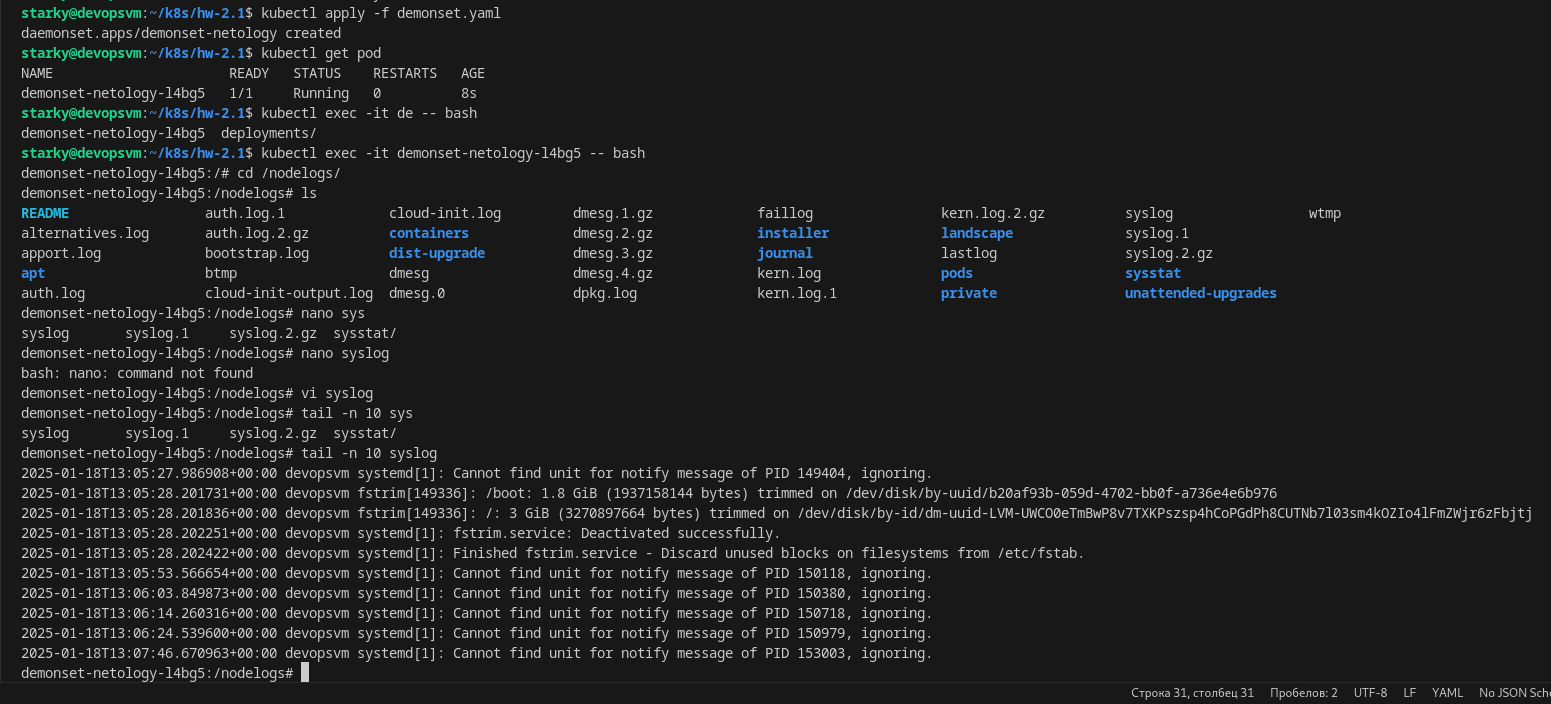 starky@devopsvm:~/k8s/hw-2.1$ kubectl apply -f demonset.yaml
daemonset.apps/demonset-netology created
starky@devopsvm:~/k8s/hw-2.1$ kubectl get pod
NAME                      READY   STATUS    RESTARTS   AGE
demonset-netology-l4bg5   1/1     Running   0          8s
starky@devopsvm:~/k8s/hw-2.1$ kubectl exec -it de -- bash
demonset-netology-l4bg5  deployments/
starky@devopsvm:~/k8s/hw-2.1$ kubectl exec -it demonset-netology-l4bg5 -- bash
demonset-netology-l4bg5:/# cd /nodelogs/
demonset-netology-l4bg5:/nodelogs# ls
README                 auth.log.1             cloud-init.log         dmesg.1.gz             faillog                kern.log.2.gz          syslog                 wtmp
alternatives.log       auth.log.2.gz          containers             dmesg.2.gz             installer              landscape              syslog.1
apport.log             bootstrap.log          dist-upgrade           dmesg.3.gz             journal                lastlog                syslog.2.gz
apt                    btmp                   dmesg                  dmesg.4.gz             kern.log               pods                   sysstat
auth.log               cloud-init-output.log  dmesg.0                dpkg.log               kern.log.1             private                unattended-upgrades
demonset-netology-l4bg5:/nodelogs# nano sys
syslog       syslog.1     syslog.2.gz  sysstat/
demonset-netology-l4bg5:/nodelogs# nano syslog
bash: nano: command not found
demonset-netology-l4bg5:/nodelogs# vi syslog
demonset-netology-l4bg5:/nodelogs# tail -n 10 sys
syslog       syslog.1     syslog.2.gz  sysstat/
demonset-netology-l4bg5:/nodelogs# tail -n 10 syslog
2025-01-18T13:05:27.986908+00:00 devopsvm systemd[1]: Cannot find unit for notify message of PID 149404, ignoring.
2025-01-18T13:05:28.201731+00:00 devopsvm fstrim[149336]: /boot: 1.8 GiB (1937158144 bytes) trimmed on /dev/disk/by-uuid/b20af93b-059d-4702-bb0f-a736e4e6b976
2025-01-18T13:05:28.201836+00:00 devopsvm fstrim[149336]: /: 3 GiB (3270897664 bytes) trimmed on /dev/disk/by-id/dm-uuid-LVM-UWCO0eTmBwP8v7TXKPszsp4hCoPGdPh8CUTNb7l03sm4kOZIo4lFmZWjr6zFbjtj
2025-01-18T13:05:28.202251+00:00 devopsvm systemd[1]: fstrim.service: Deactivated successfully.
2025-01-18T13:05:28.202422+00:00 devopsvm systemd[1]: Finished fstrim.service - Discard unused blocks on filesystems from /etc/fstab.
2025-01-18T13:05:53.566654+00:00 devopsvm systemd[1]: Cannot find unit for notify message of PID 150118, ignoring.
2025-01-18T13:06:03.849873+00:00 devopsvm systemd[1]: Cannot find unit for notify message of PID 150380, ignoring.
2025-01-18T13:06:14.260316+00:00 devopsvm systemd[1]: Cannot find unit for notify message of PID 150718, ignoring.
2025-01-18T13:06:24.539600+00:00 devopsvm systemd[1]: Cannot find unit for notify message of PID 150979, ignoring.
2025-01-18T13:07:46.670963+00:00 devopsvm systemd[1]: Cannot find unit for notify message of PID 153003, ignoring.
demonset-netology-l4bg5:/nodelogs#
Строка 31, столбец 31   Пробелов: 2   UTF-8   LF   YAML   No JSON Sch